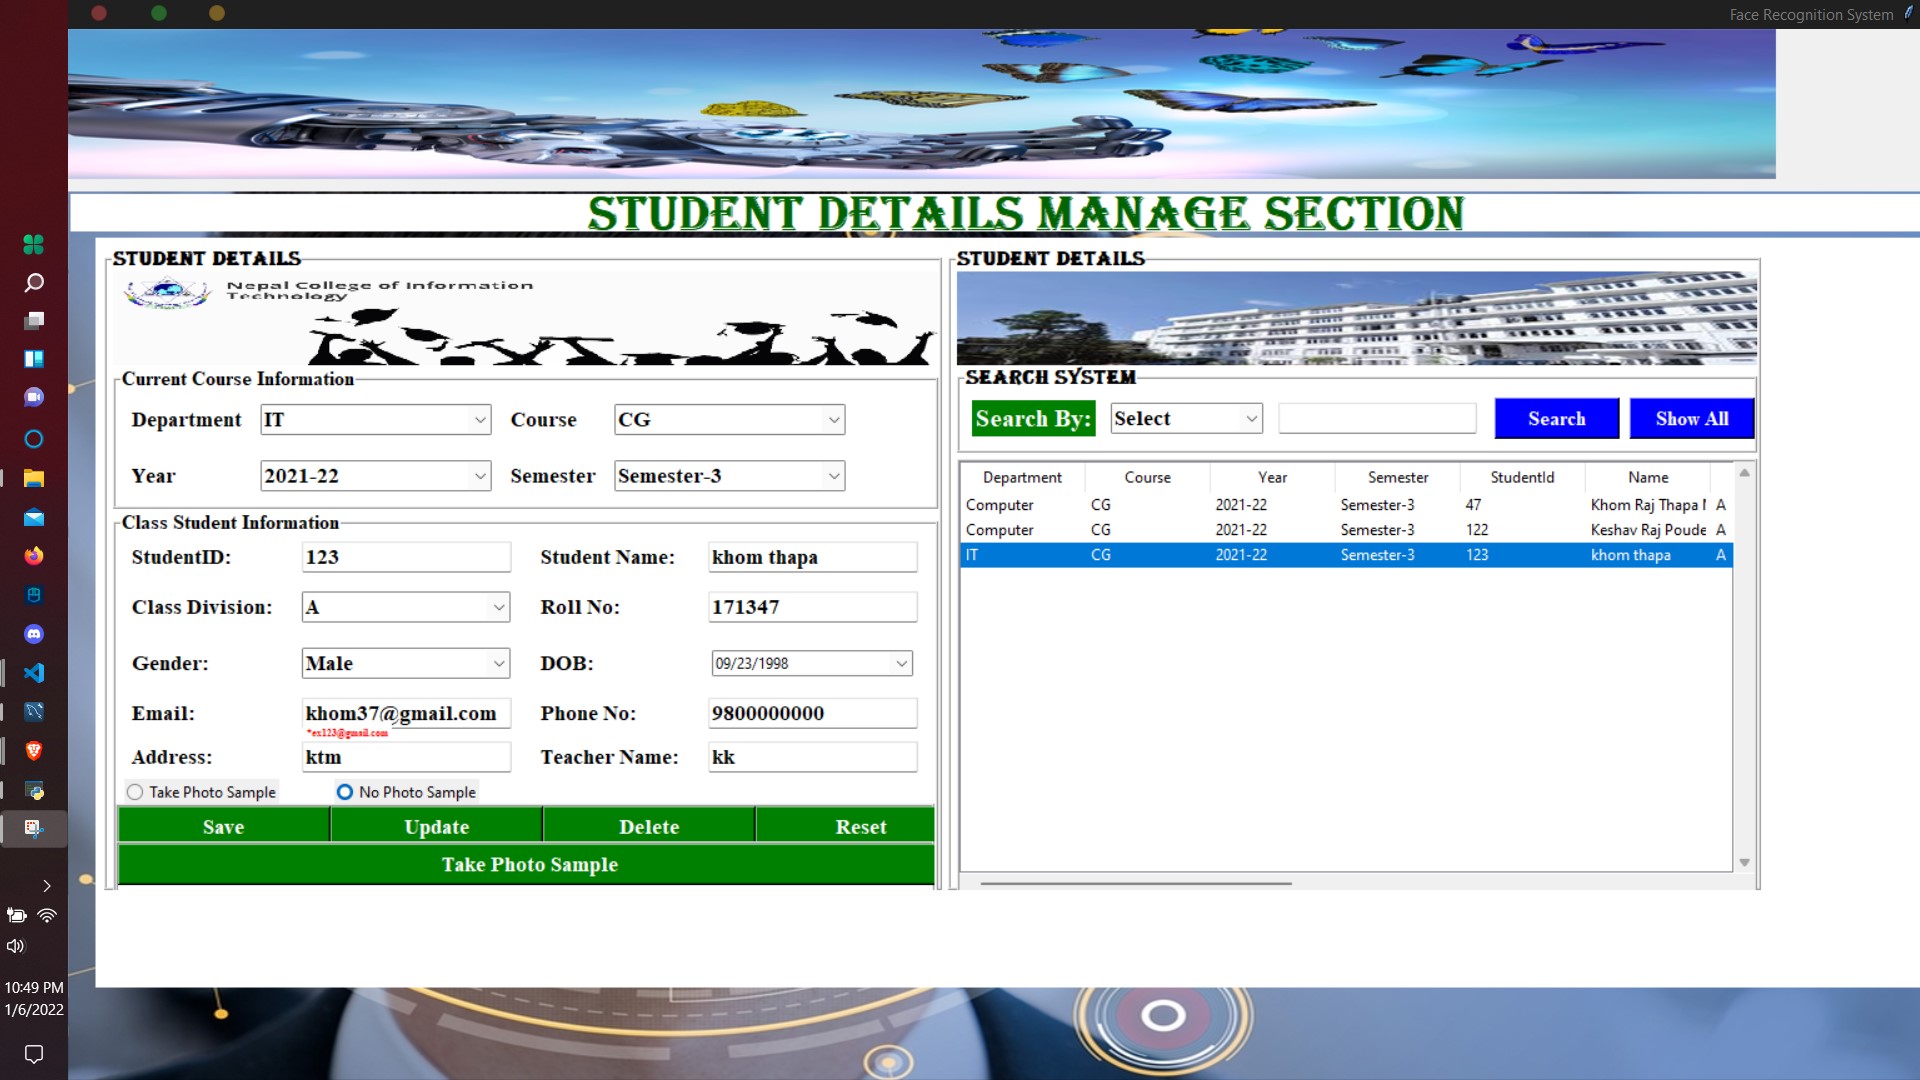 Face Recognition System
STUDENT DETAILS MANAGE SECTION
STUDENT DETAILS
Nepal College of Information
Technology
Current Course Information
Department IT Course CG
Year 2021-22 Semester Semester-3
Class Student Information
StudentID: 123 Student Name: khom thapa
Class Division: A Roll No: 171347
Gender: Male DOB: 09/23/1998
Email: khom37@gmail.com Phone No: 9800000000
*ex123@gmail.com
Address: ktm Teacher Name: kk
Take Photo Sample No Photo Sample
Save Update Delete Reset
Take Photo Sample
STUDENT DETAILS
SEARCH SYSTEM
Search By: Select Search Show All
Department Course Year Semester StudentId Name
Computer CG 2021-22 Semester-3 47 Khom Raj Thapa A
Computer CG 2021-22 Semester-3 122 Keshav Raj Poude A
IT CG 2021-22 Semester-3 123 khom thapa A
10:49 PM
1/6/2022